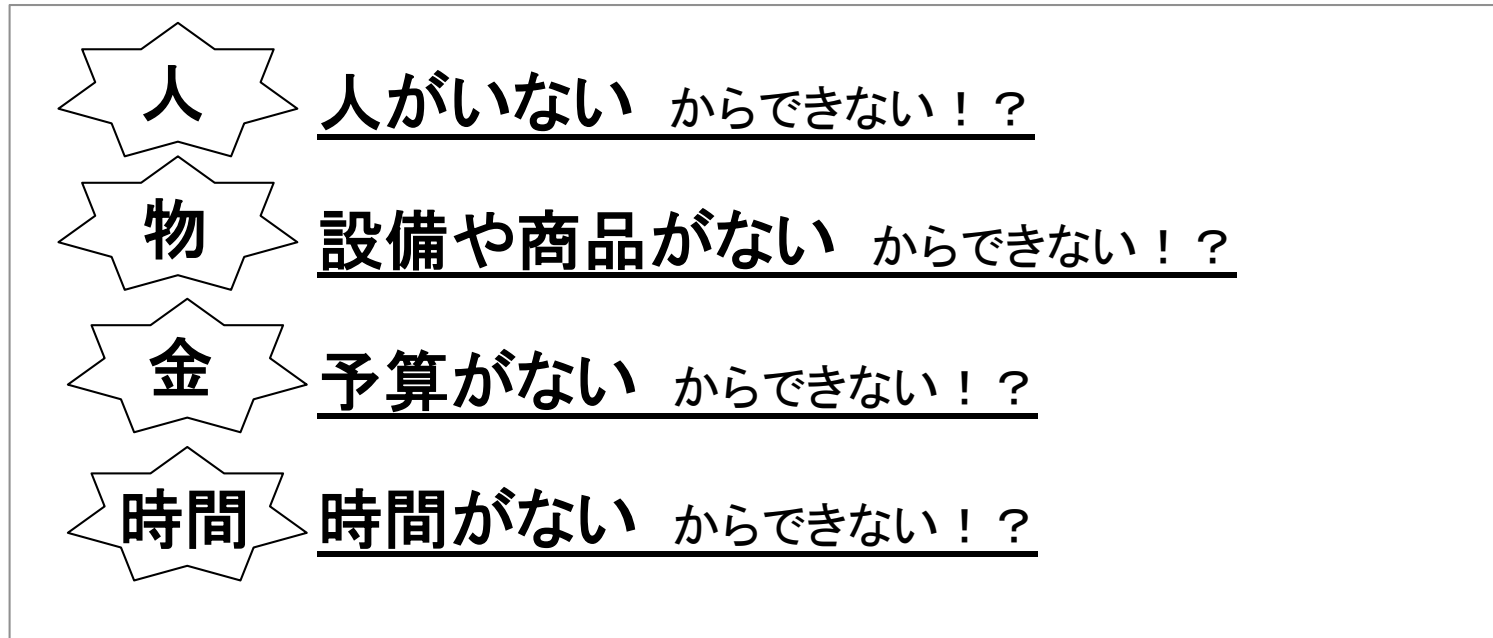 人 人がいない からできない！？
物 設備や商品がない からできない！？
金 予算がない からできない！？
時間 時間がない からできない！？